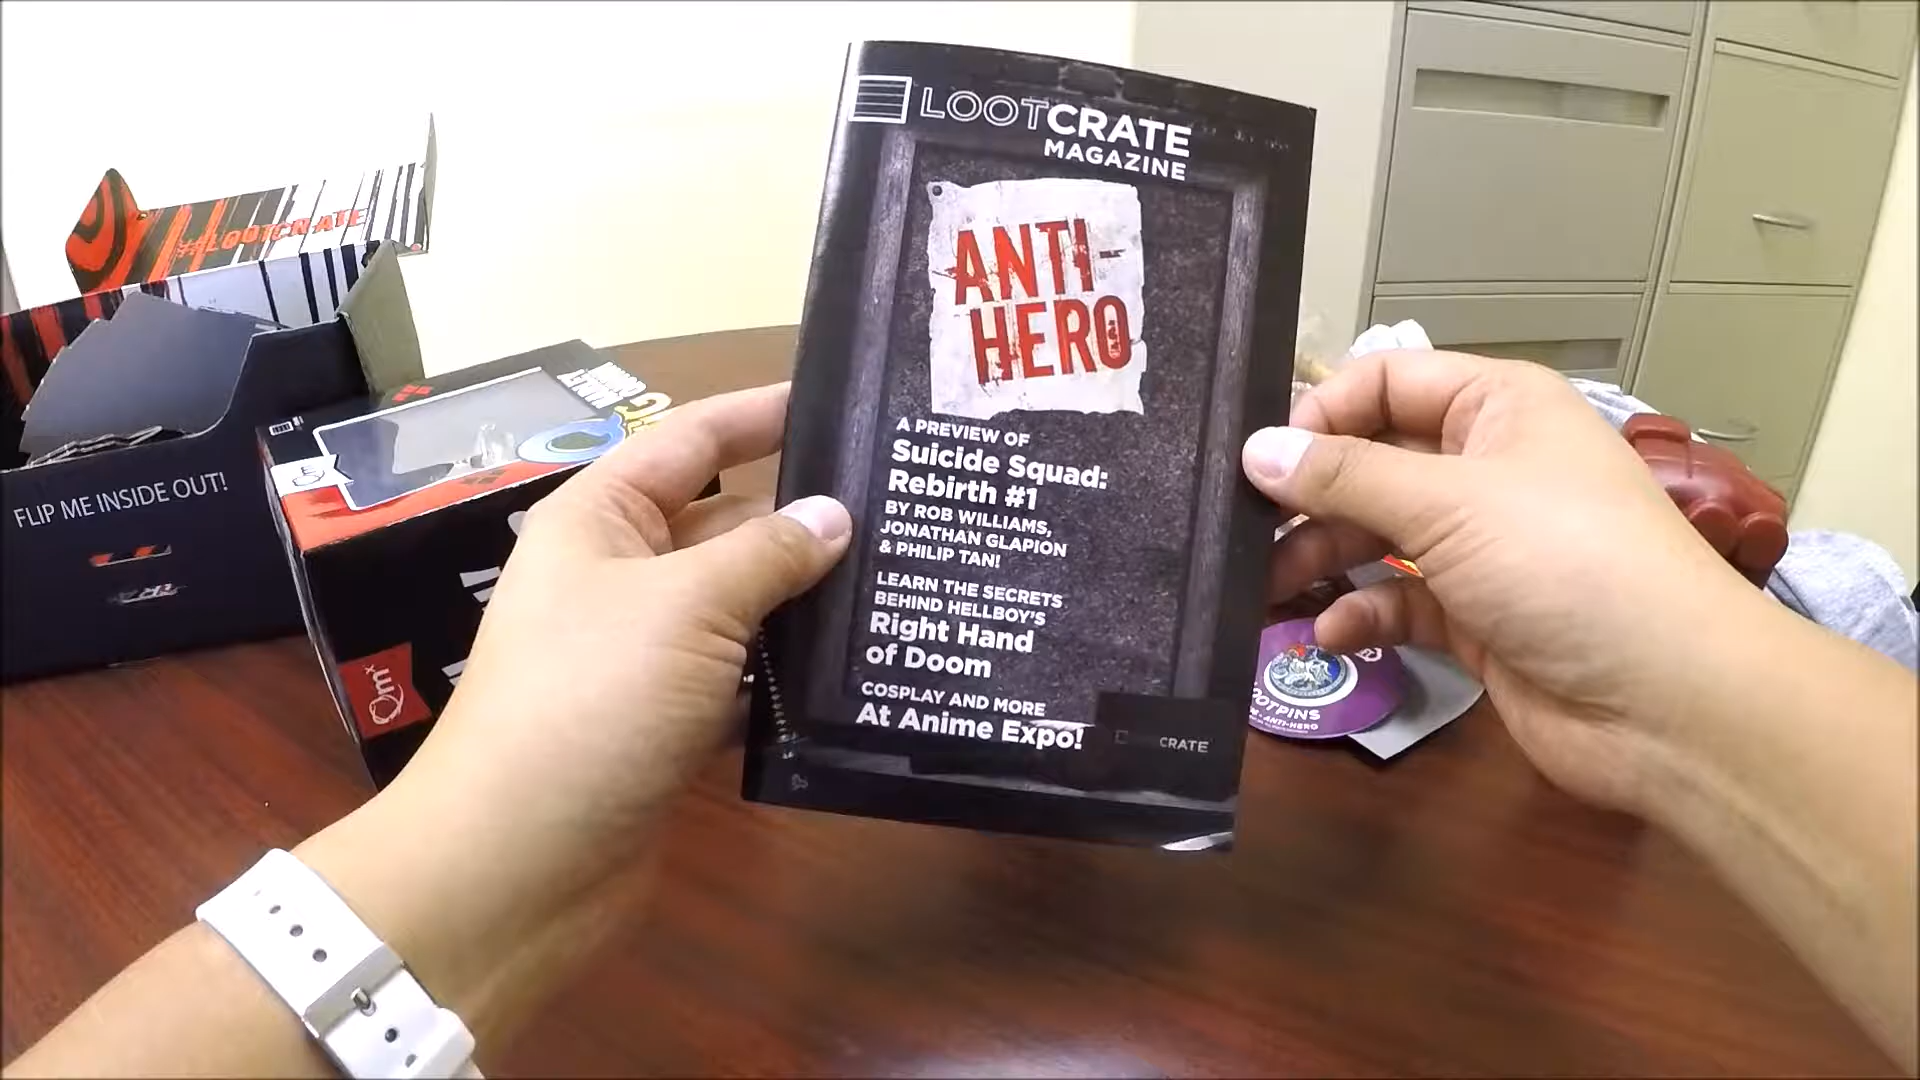 LOOTCRATE
MAGAZINE
ANTI-
HERO
A PREVIEW OF
Suicide Squad:
Rebirth #1
BY ROB WILLIAMS,
JONATHAN GLAPION
& PHILIP TAN!
LEARN THE SECRETS
BEHIND HELLBOY'S
Right Hand
of Doom
COSPLAY AND MORE
At Anime Expo!
CRATE
#LOOTCRATE
FLIP ME INSIDE OUT!
Qmx